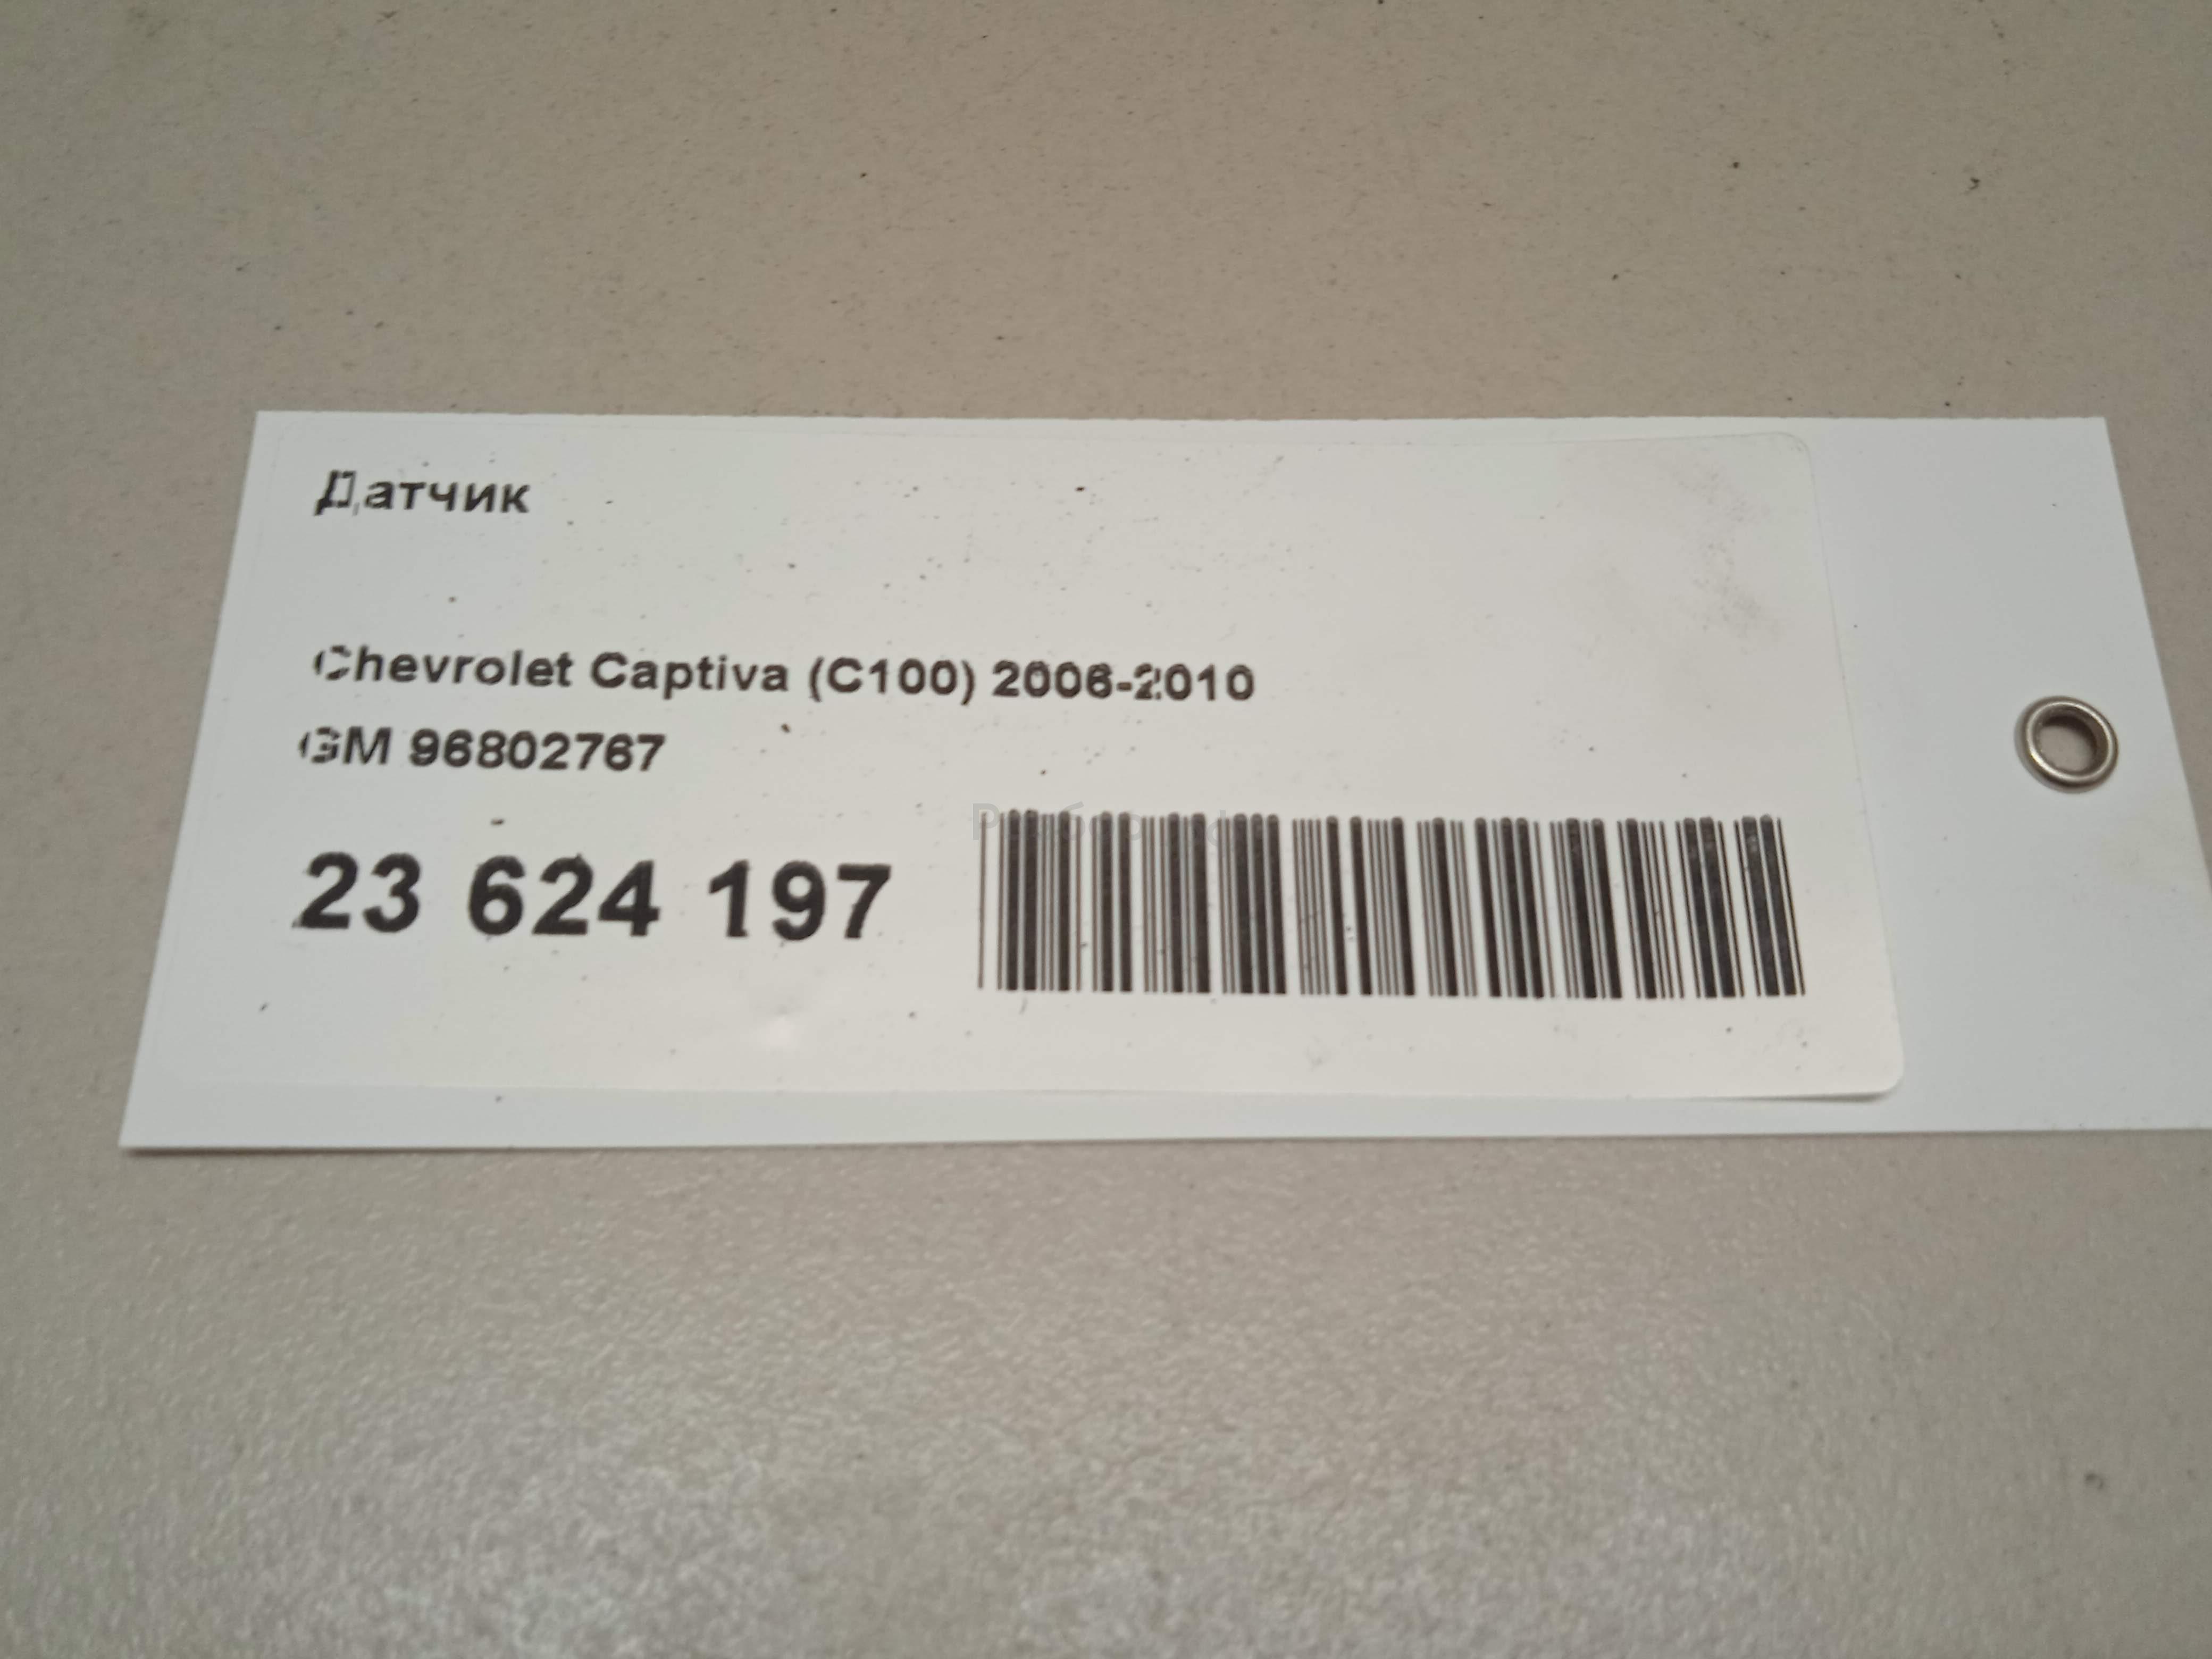 Датчик
Chevrolet Captiva (C100) 2006-2010
GM 96802767
23 624 197